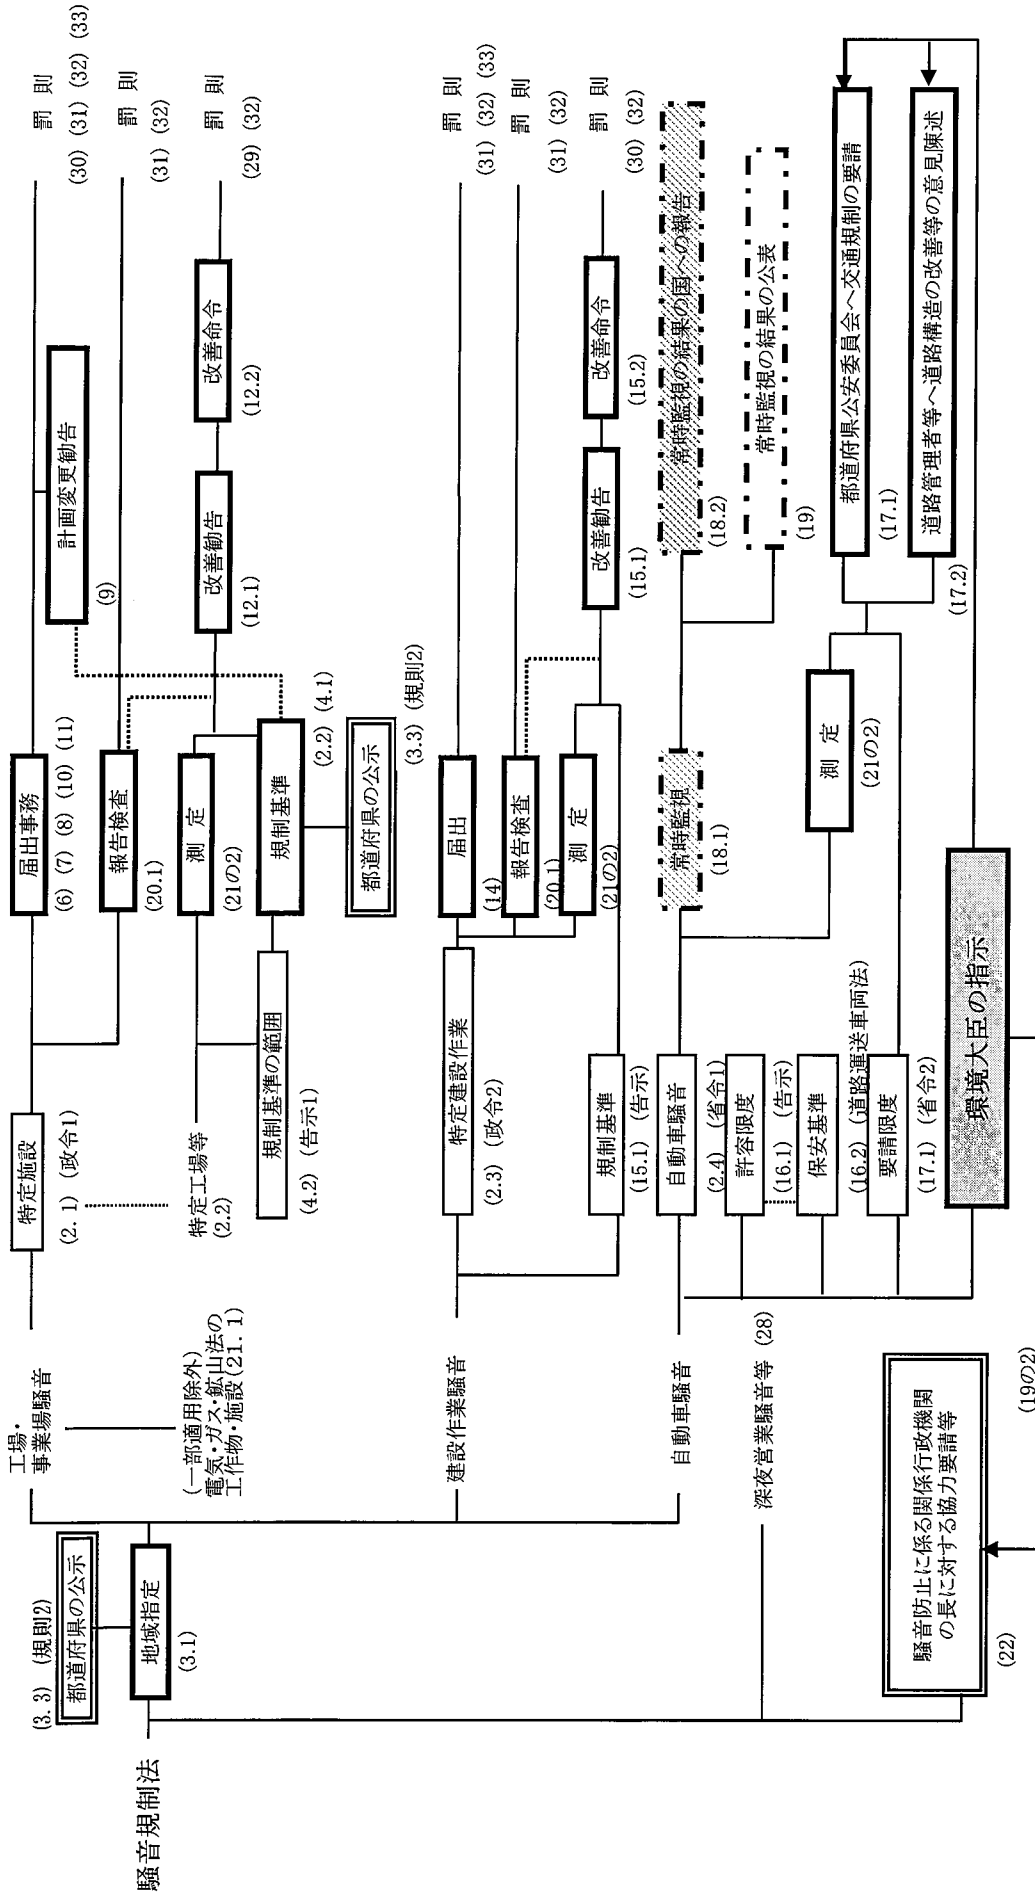 騒音規制法
(3.3) (規則2)
都道府県の公示
地域指定
(3.1)
工場・
事業場騒音
(一部適用除外)
電気・ガス・鉱山法の
工作物・施設(21.1)
特定施設
(2.1) (政令1)
特定工場等
(2.2)
届出事務
(6) (7) (8) (10) (11)
計画変更勧告
(9)
罰 則
(30) (31) (32) (33)
報告検査
(20.1)
罰 則
(31) (32)
測 定
(21の2)
改善勧告
(12.1)
改善命令
(12.2)
罰 則
(29) (32)
規制基準の範囲
(4.2) (告示1)
規制基準
(2.2) (4.1)
都道府県の公示
(3.3) (規則2)
建設作業騒音
特定建設作業
(2.3) (政令2)
届出
(14)
罰 則
(31) (32) (33)
報告検査
(20.1)
罰 則
(31) (32)
測 定
(21の2)
規制基準
(15.1) (告示)
改善勧告
(15.1)
改善命令
(15.2)
罰 則
(30) (32)
自動車騒音
自動車騒音
(2.4) (省令1)
常時監視
(18.1)
常時監視の結果の国への報告
(18.2)
常時監視の結果の公表
(19)
許容限度
(16.1) (告示)
保安基準
(16.2) (道路運送車両法)
要請限度
(17.1) (省令2)
測 定
(21の2)
都道府県公安委員会へ交通規制の要請
(17.1)
道路管理者等へ道路構造の改善等の意見陳述
(17.2)
環境大臣の指示
(19の2)
深夜営業騒音等 (28)
騒音防止に係る関係行政機関
の長に対する協力要請等
(22)